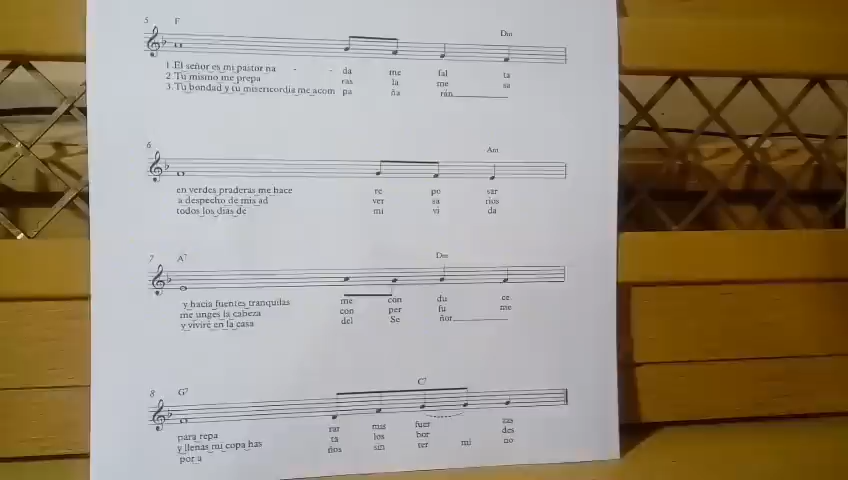 5 F Dm
1.El señor es mi pastor na - - da me fal ta
2.Tú mismo me prepa ras la me sa
3.Tu bondad y tu misericordia me acom pa ña rán
6 Am
en verdes praderas me hace re po sar
a despecho de mis ad ver sa rios
todos los días de mi vi da
7 A7 Dm
y hacia fuentes tranquilas me con du ce
me unges la cabeza con per fu me
y viviré en la casa del Se ñor
8 G7 C7
para repa rar mis fuer zas
y llenas mi copa has ta los bor des
por a ños sin tér mi no